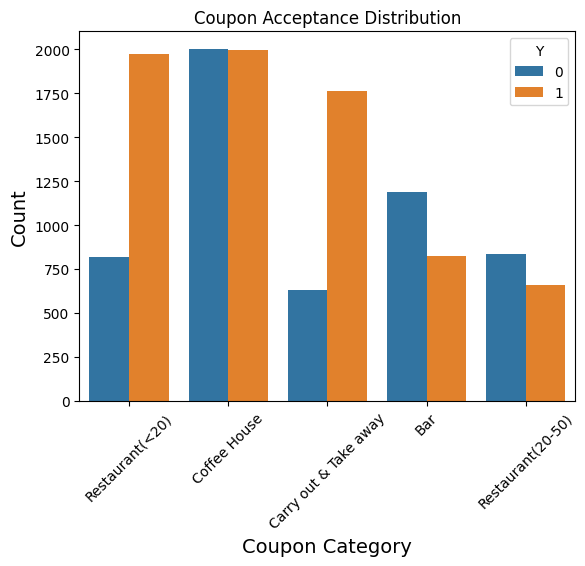 Coupon Acceptance Distribution
Y
0
1
2000
1750
1500
1250
1000
750
500
250
0
Count
Restaurant(<20)
Coffee House
Carry out & Take away
Bar
Restaurant(20-50)
Coupon Category